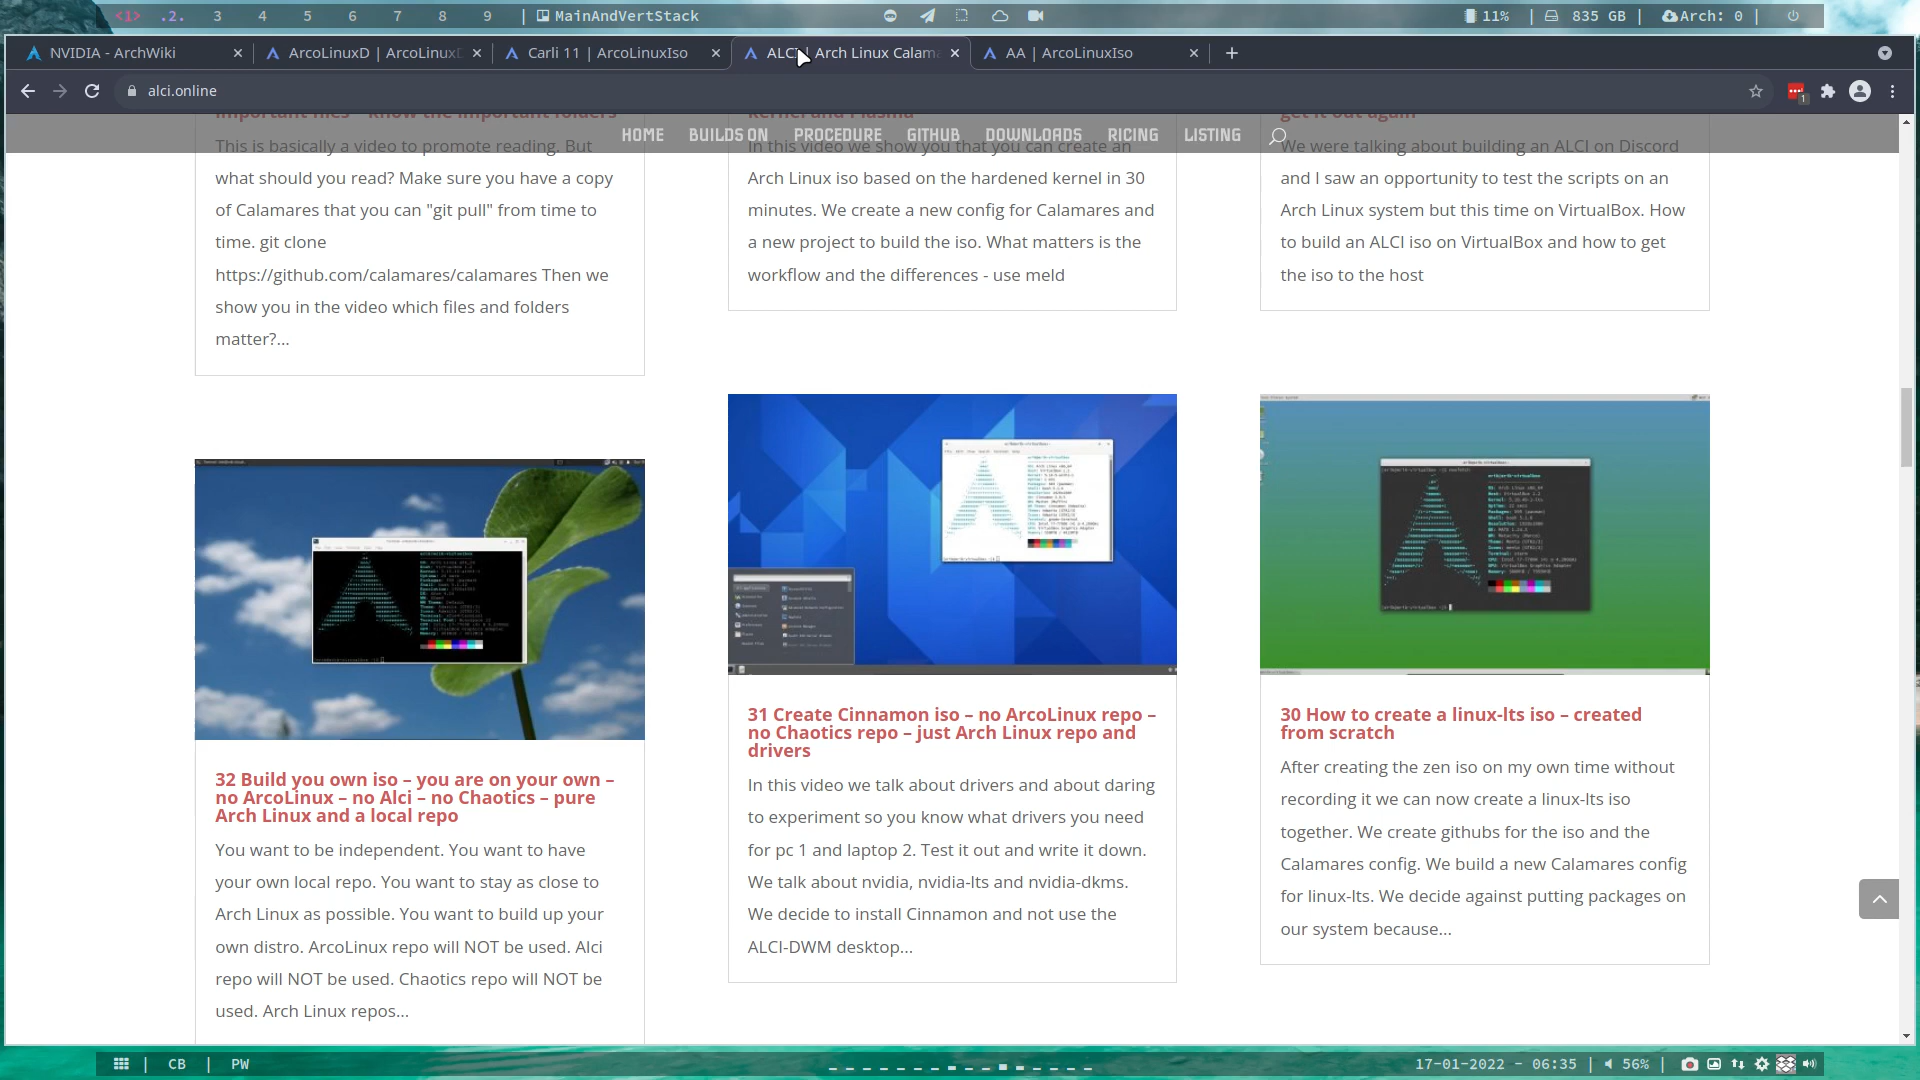 <1> .2. 3 4 5 6 7 8 9 | MainAndVertStack
11% | 835 GB | Arch: 0 |
NVIDIA - ArchWiki
ArcoLinuxD | ArcoLinuxD
Carli 11 | ArcoLinuxIso
ALCI | Arch Linux Calama
AA | ArcoLinuxIso
alci.online
1
HOME BUILDS ON PROCEDURE GITHUB DOWNLOADS RICING LISTING
important files – know the important folders
This is basically a video to promote reading. But
what should you read? Make sure you have a copy
of Calamares that you can "git pull" from time to
time. git clone
https://github.com/calamares/calamares Then we
show you in the video which files and folders
matter?...
Kernel and Plasma
In this video we show you that you can create an
Arch Linux iso based on the hardened kernel in 30
minutes. We create a new config for Calamares and
a new project to build the iso. What matters is the
workflow and the differences - use meld
get it out again
We were talking about building an ALCI on Discord
and I saw an opportunity to test the scripts on an
Arch Linux system but this time on VirtualBox. How
to build an ALCI iso on VirtualBox and how to get
the iso to the host
32 Build you own iso – you are on your own –
no ArcoLinux – no Alci – no Chaotics – pure
Arch Linux and a local repo
You want to be independent. You want to have
your own local repo. You want to stay as close to
Arch Linux as possible. You want to build up your
own distro. ArcoLinux repo will NOT be used. Alci
repo will NOT be used. Chaotics repo will NOT be
used. Arch Linux repos...
31 Create Cinnamon iso – no ArcoLinux repo –
no Chaotics repo – just Arch Linux repo and
drivers
In this video we talk about drivers and about daring
to experiment so you know what drivers you need
for pc 1 and laptop 2. Test it out and write it down.
We talk about nvidia, nvidia-lts and nvidia-dkms.
We decide to install Cinnamon and not use the
ALCI-DWM desktop...
30 How to create a linux-lts iso – created
from scratch
After creating the zen iso on my own time without
recording it we can now create a linux-lts iso
together. We create githubs for the iso and the
Calamares config. We build a new Calamares config
for linux-lts. We decide against putting packages on
our system because...
| CB | PW
17-01-2022 - 06:35 | 56% |